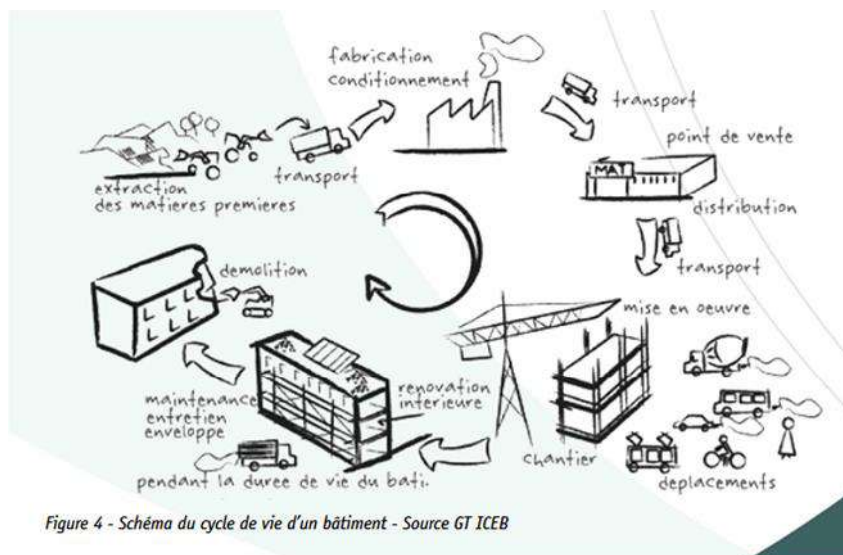 fabrication
conditionnement
transport
point de vente
MAT
distribution
transport
extraction
des matieres premieres
transport
demolition
mise en oeuvre
maintenance
entretien
enveloppe
renovation
interieure
chantier
deplacements
pendant la duree de vie du bati.
Figure 4 - Schéma du cycle de vie d'un bâtiment - Source GT ICEB